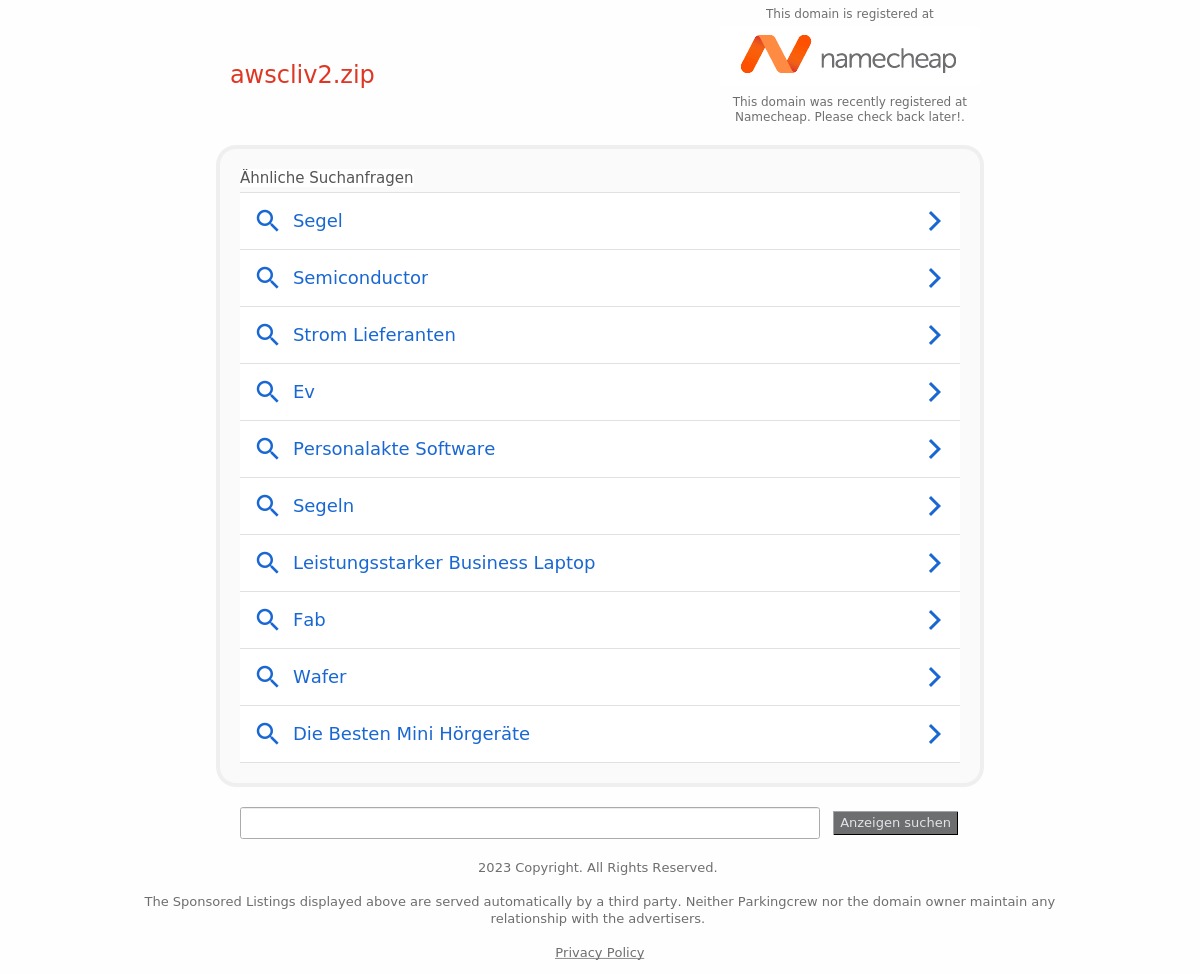 This domain is registered at
namecheap
awscliv2.zip
This domain was recently registered at
Namecheap. Please check back later!.
Ähnliche Suchanfragen
Segel
Semiconductor
Strom Lieferanten
Ev
Personalakte Software
Segeln
Leistungsstarker Business Laptop
Fab
Wafer
Die Besten Mini Hörgeräte
Anzeigen suchen
2023 Copyright. All Rights Reserved.
The Sponsored Listings displayed above are served automatically by a third party. Neither Parkingcrew nor the domain owner maintain any
relationship with the advertisers.
Privacy Policy